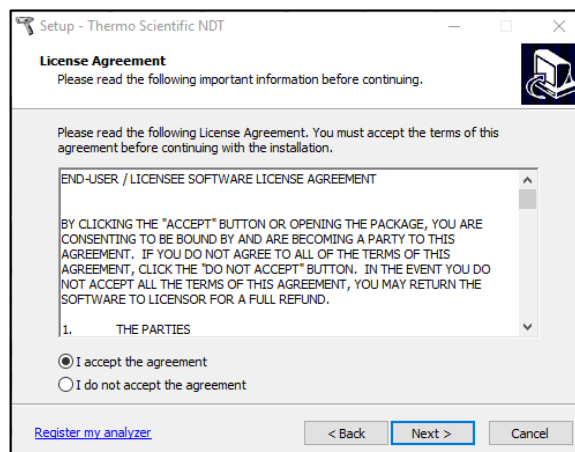 Setup - Thermo Scientific NDT
License Agreement
Please read the following important information before continuing.
Please read the following License Agreement. You must accept the terms of this
agreement before continuing with the installation.
END-USER / LICENSEE SOFTWARE LICENSE AGREEMENT
BY CLICKING THE "ACCEPT" BUTTON OR OPENING THE PACKAGE, YOU ARE
CONSENTING TO BE BOUND BY AND ARE BECOMING A PARTY TO THIS
AGREEMENT.  IF YOU DO NOT AGREE TO ALL OF THE TERMS OF THIS
AGREEMENT, CLICK THE "DO NOT ACCEPT" BUTTON.  IN THE EVENT YOU DO
NOT ACCEPT ALL THE TERMS OF THIS AGREEMENT, YOU MAY RETURN THE
SOFTWARE TO LICENSOR FOR A FULL REFUND.
1. THE PARTIES
I accept the agreement
I do not accept the agreement
Register my analyzer < Back Next > Cancel